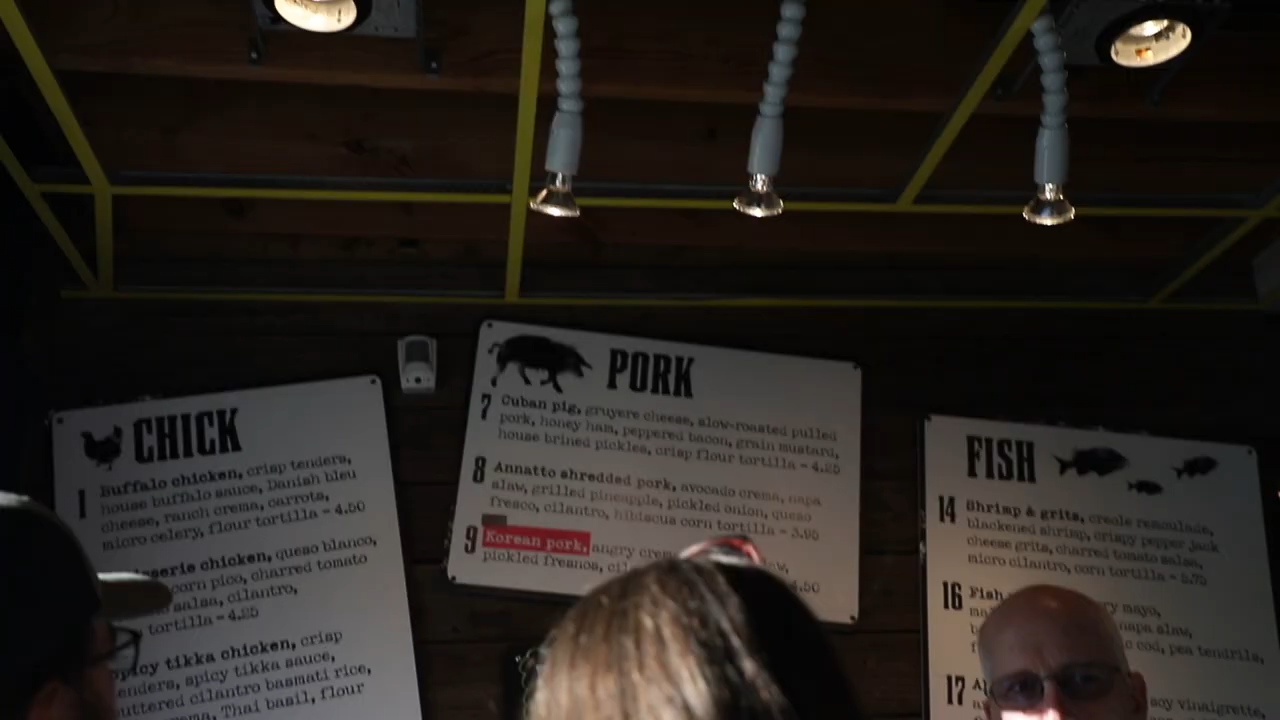 CHICK
1 Buffalo chicken, crisp tenders,
house buffalo sauce, Danish bleu
cheese, ranch crema, carrots,
micro celery, flour tortilla - 4.50
chicken, queso blanco,
corn pico, charred tomato
salsa, cilantro,
tortilla - 4.25
tikka chicken, crisp
spicy tikka sauce,
cilantro basmati rice,
Thai basil, flour
PORK
7 Cuban pig, gruyere cheese, slow-roasted pulled
pork, honey ham, peppered bacon, grain mustard,
house brined pickles, crisp flour tortilla - 4.25
8 Annatto shredded pork, avocado crema, napa
slaw, grilled pineapple, pickled onion, queso
fresco, cilantro, hibiscus corn tortilla - 3.90
9 Korean pork, angry
pickled fresnos,
4.50
FISH
14 Shrimp & grits, creole remoulade,
blackened shrimp, crispy pepper jack
cheese grits, charred tomato salsa,
micro cilantro, corn tortilla - 5.75
16 Fish mayo,
napa slaw,
cod, pea tendrils,
17
soy vinaigrette,